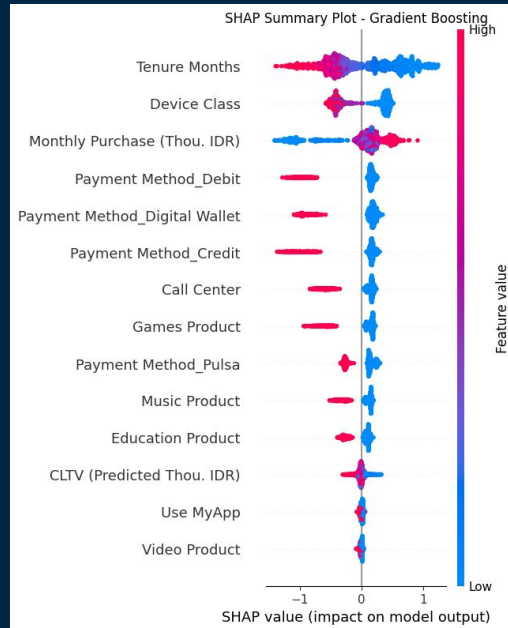 SHAP Summary Plot - Gradient Boosting
High
Tenure Months
Device Class
Monthly Purchase (Thou. IDR)
Payment Method_Debit
Payment Method_Digital Wallet
Payment Method_Credit
Call Center
Games Product
Payment Method_Pulsa
Music Product
Education Product
CLTV (Predicted Thou. IDR)
Use MyApp
Video Product
Feature value
Low
−1 0 1
SHAP value (impact on model output)